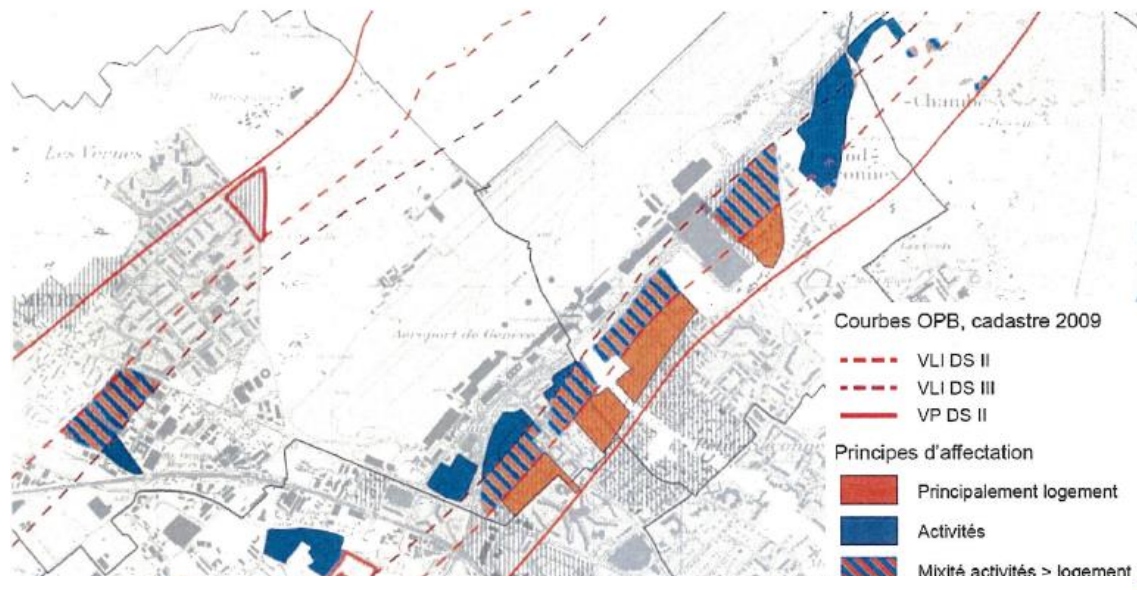 Les Vernes
MEYRIN
Aéroport de Genève
Courbes OPB, cadastre 2009
VLI DS II
VLI DS III
VP DS II
Principes d'affectation
Principalement logement
Activités
Mixité activités > logement